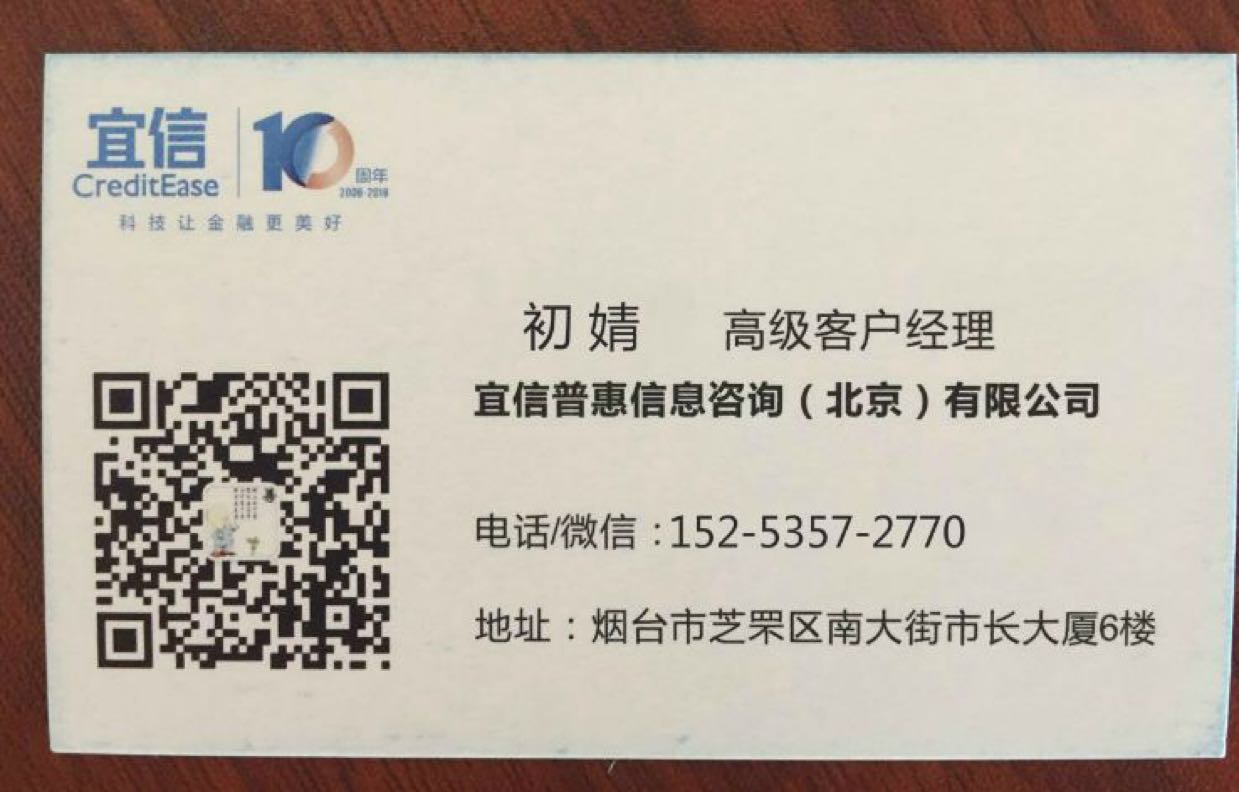 宜信
CreditEase
10
周年
2006-2016
科技让金融更美好
初婧 高级客户经理
宜信普惠信息咨询（北京）有限公司
电话/微信:152-5357-2770
地址：烟台市芝罘区南大街市长大厦6楼